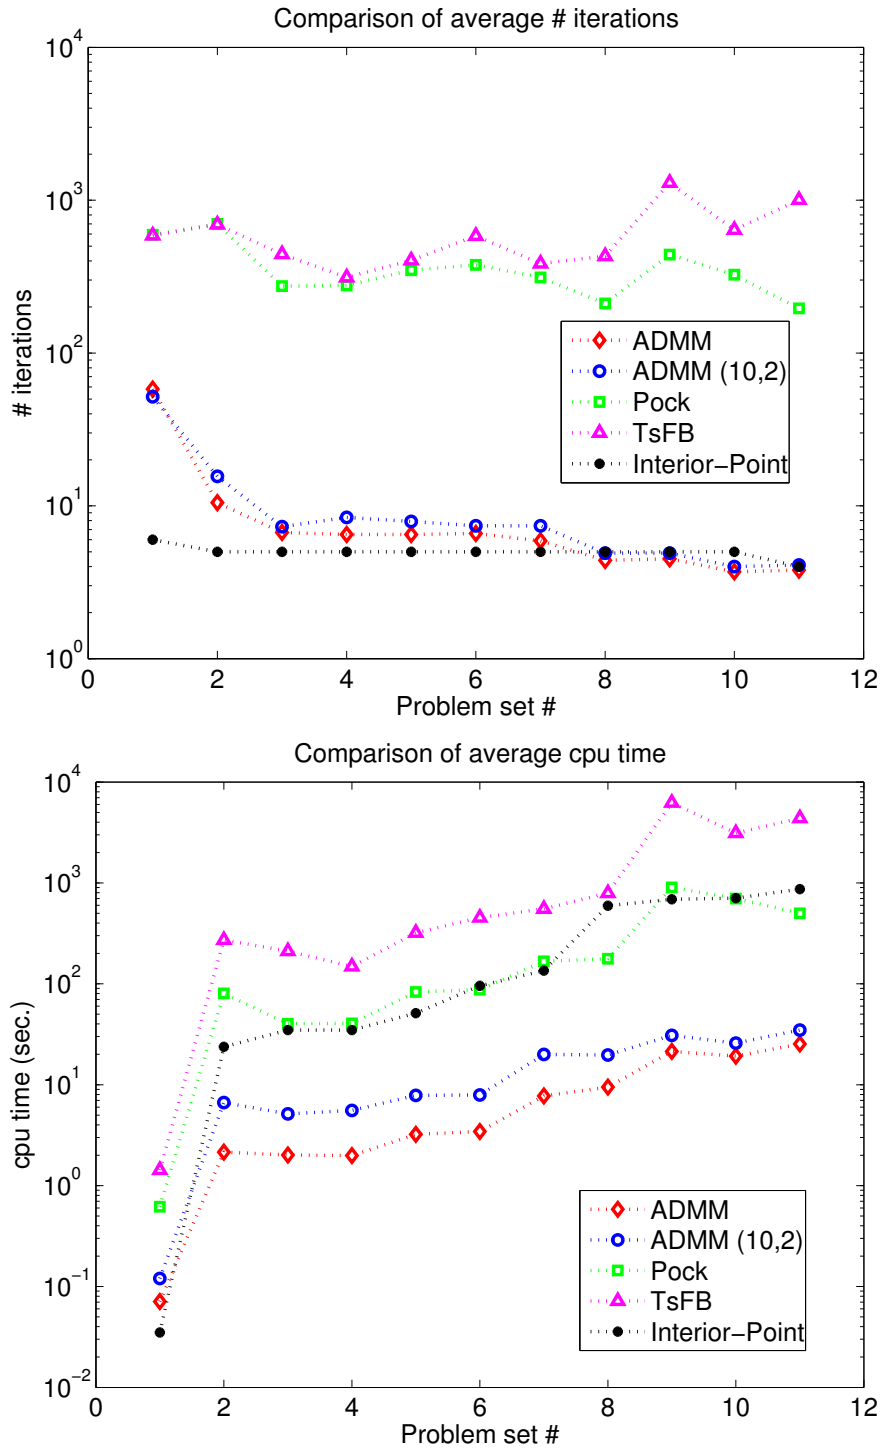 Comparison of average # iterations
10^4
10^3
10^2
10^1
10^0
# iterations
ADMM
ADMM (10,2)
Pock
TsFB
Interior−Point
0 2 4 6 8 10 12
Problem set #
Comparison of average cpu time
10^4
10^3
10^2
10^1
10^0
10^−1
10^−2
cpu time (sec.)
ADMM
ADMM (10,2)
Pock
TsFB
Interior−Point
0 2 4 6 8 10 12
Problem set #